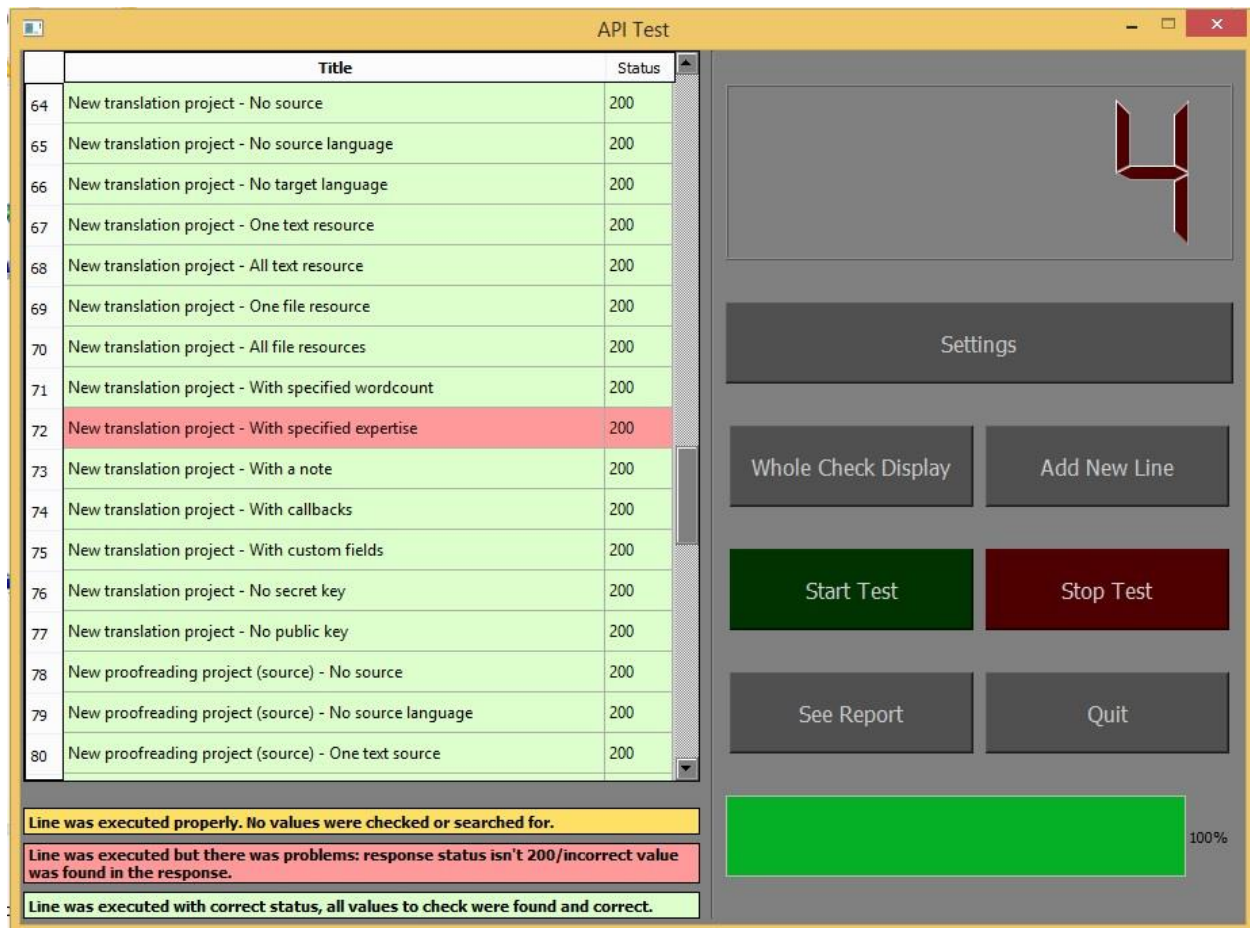 API Test
Title Status
64 New translation project - No source 200
65 New translation project - No source language 200
66 New translation project - No target language 200
67 New translation project - One text resource 200
68 New translation project - All text resource 200
69 New translation project - One file resource 200
70 New translation project - All file resources 200
71 New translation project - With specified wordcount 200
72 New translation project - With specified expertise 200
73 New translation project - With a note 200
74 New translation project - With callbacks 200
75 New translation project - With custom fields 200
76 New translation project - No secret key 200
77 New translation project - No public key 200
78 New proofreading project (source) - No source 200
79 New proofreading project (source) - No source language 200
80 New proofreading project (source) - One text source 200
Line was executed properly. No values were checked or searched for.
Line was executed but there was problems: response status isn't 200/incorrect value
was found in the response.
Line was executed with correct status, all values to check were found and correct.
4
Settings
Whole Check Display Add New Line
Start Test Stop Test
See Report Quit
100%